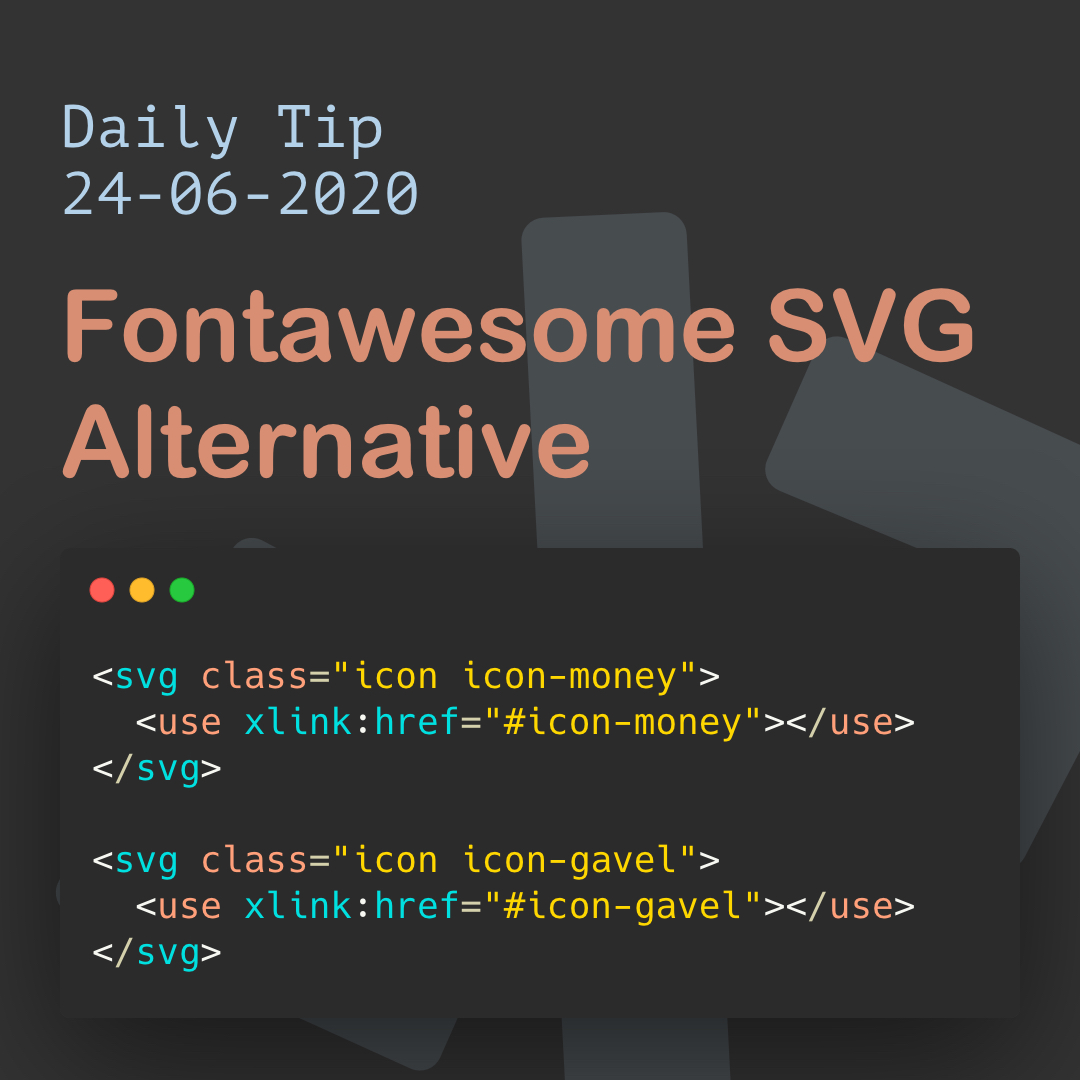 Daily Tip
24-06-2020
Fontawesome SVG
Alternative
<svg class="icon icon-money">
  <use xlink:href="#icon-money"></use>
</svg>

<svg class="icon icon-gavel">
  <use xlink:href="#icon-gavel"></use>
</svg>